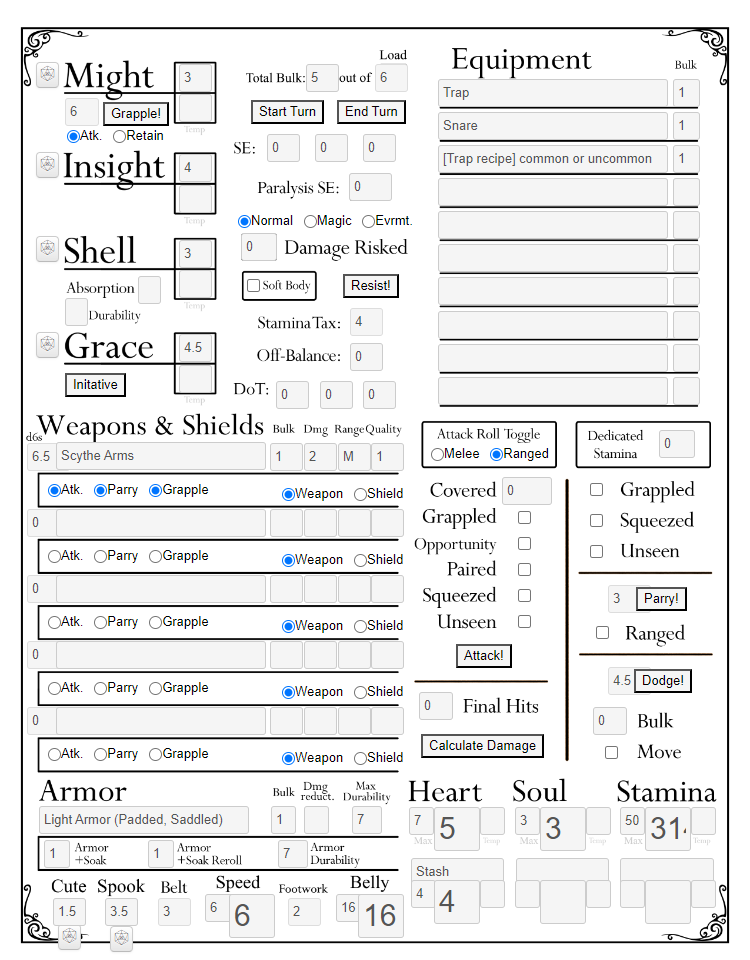 Might
3
6
Grapple!
Temp
Atk. Retain
Insight
4
Temp
Shell
3
Absorption
Durability
Temp
Grace
4.5
Initative
Temp
Load
Total Bulk: 5 out of 6
Start Turn End Turn
SE: 0 0 0
Paralysis SE: 0
Normal Magic Evrmt.
0 Damage Risked
Soft Body Resist!
Stamina Tax: 4
Off-Balance: 0
DoT: 0 0 0
Equipment
Bulk
Trap 1
Snare 1
[Trap recipe] common or uncommon 1
Weapons & Shields
Bulk Dmg Range Quality
d6s
6.5 Scythe Arms 1 2 M 1
Atk. Parry Grapple Weapon Shield
0
Atk. Parry Grapple Weapon Shield
0
Atk. Parry Grapple Weapon Shield
0
Atk. Parry Grapple Weapon Shield
0
Atk. Parry Grapple Weapon Shield
Attack Roll Toggle
Melee Ranged
Covered 0
Grappled
Opportunity
Paired
Squeezed
Unseen
Attack!
0 Final Hits
Calculate Damage
Dedicated
Stamina
0
Grappled
Squeezed
Unseen
3 Parry!
Ranged
4.5 Dodge!
0 Bulk
Move
Armor
Bulk
Dmg
reduct.
Max
Durability
Light Armor (Padded, Saddled) 1 7
1 Armor
+Soak
1 Armor
+Soak Reroll
7 Armor
Durability
Heart
7 5
Max Temp
Soul
3 3
Max Temp
Stamina
50 314
Max Temp
Stash
4 4
Cute
1.5
Spook
3.5
Belt
3
Speed
6 6
Footwork
2
Belly
16 16